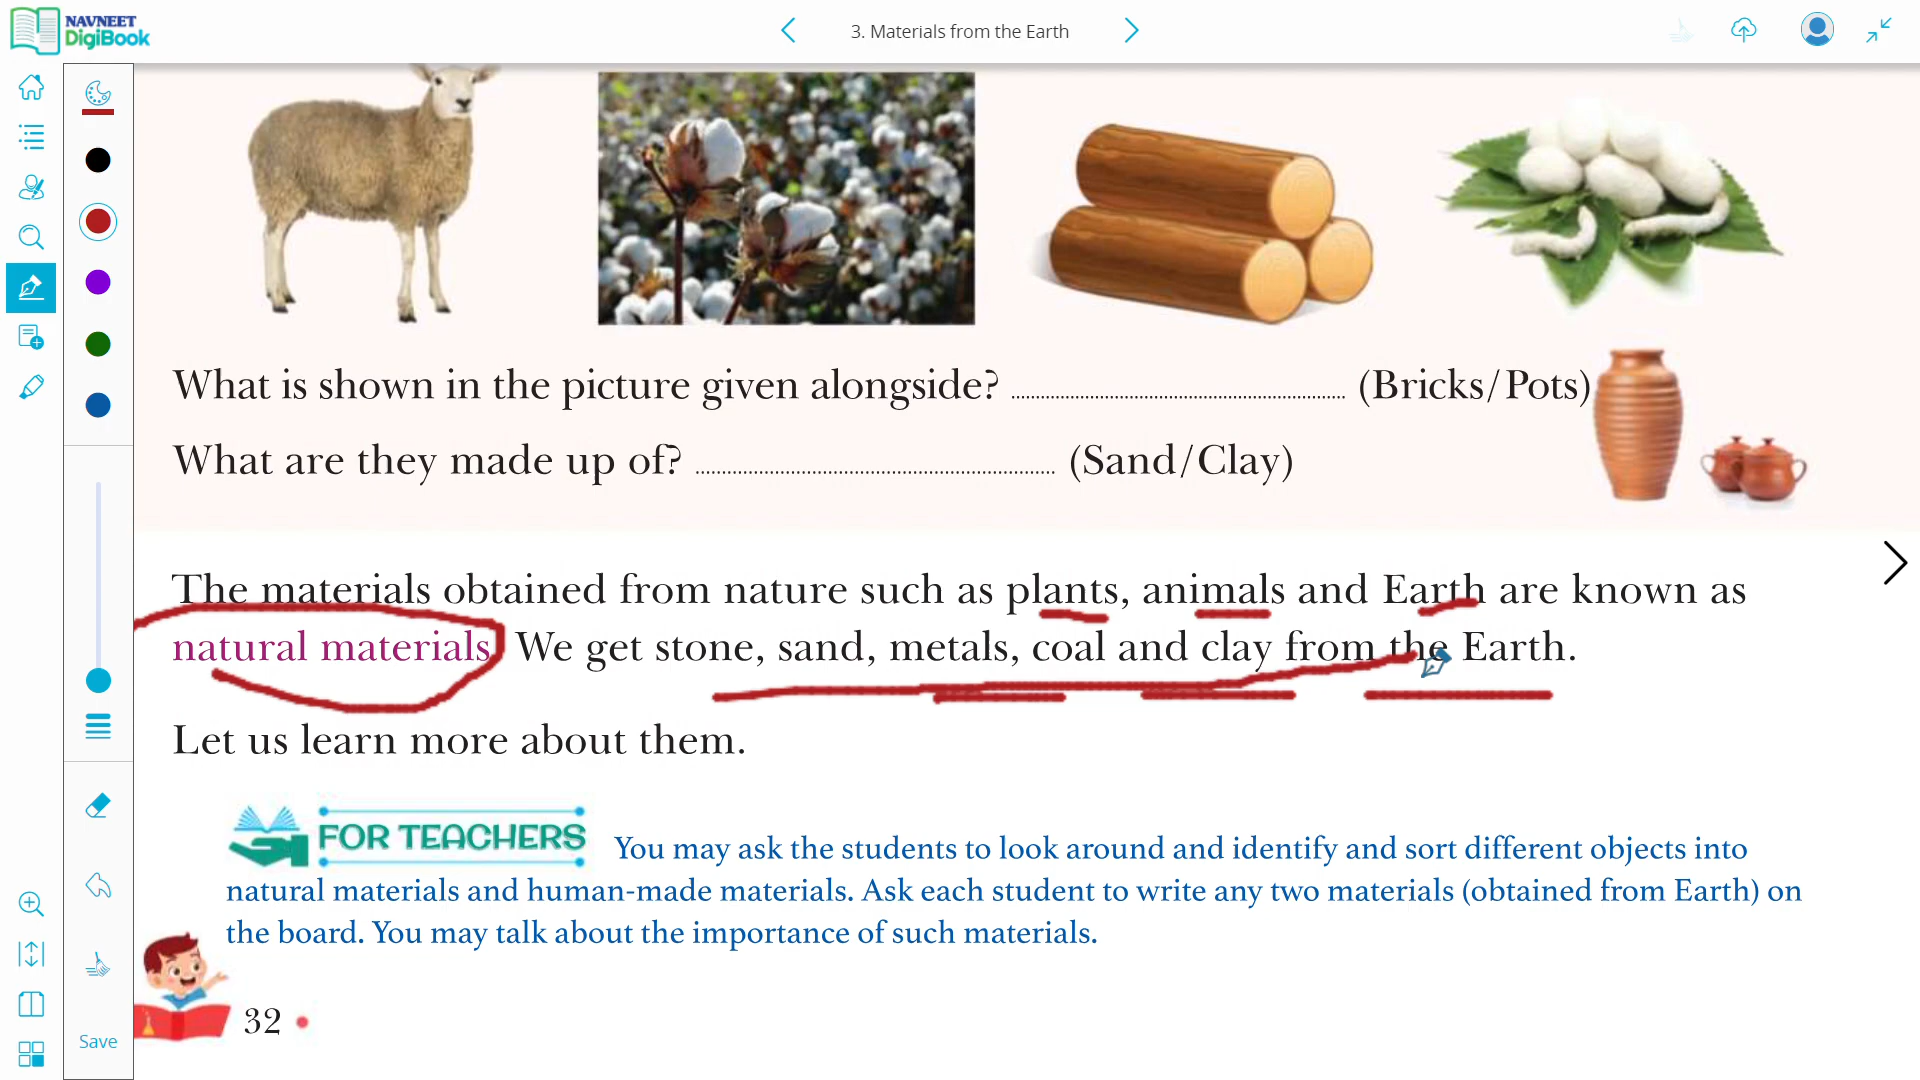 NAVNEET
DigiBook
3. Materials from the Earth
What is shown in the picture given alongside? ........................ (Bricks/Pots)
What are they made up of? ........................ (Sand/Clay)
The materials obtained from nature such as plants, animals and Earth are known as
natural materials. We get stone, sand, metals, coal and clay from the Earth.
Let us learn more about them.
FOR TEACHERS You may ask the students to look around and identify and sort different objects into
natural materials and human-made materials. Ask each student to write any two materials (obtained from Earth) on
the board. You may talk about the importance of such materials.
32
Save